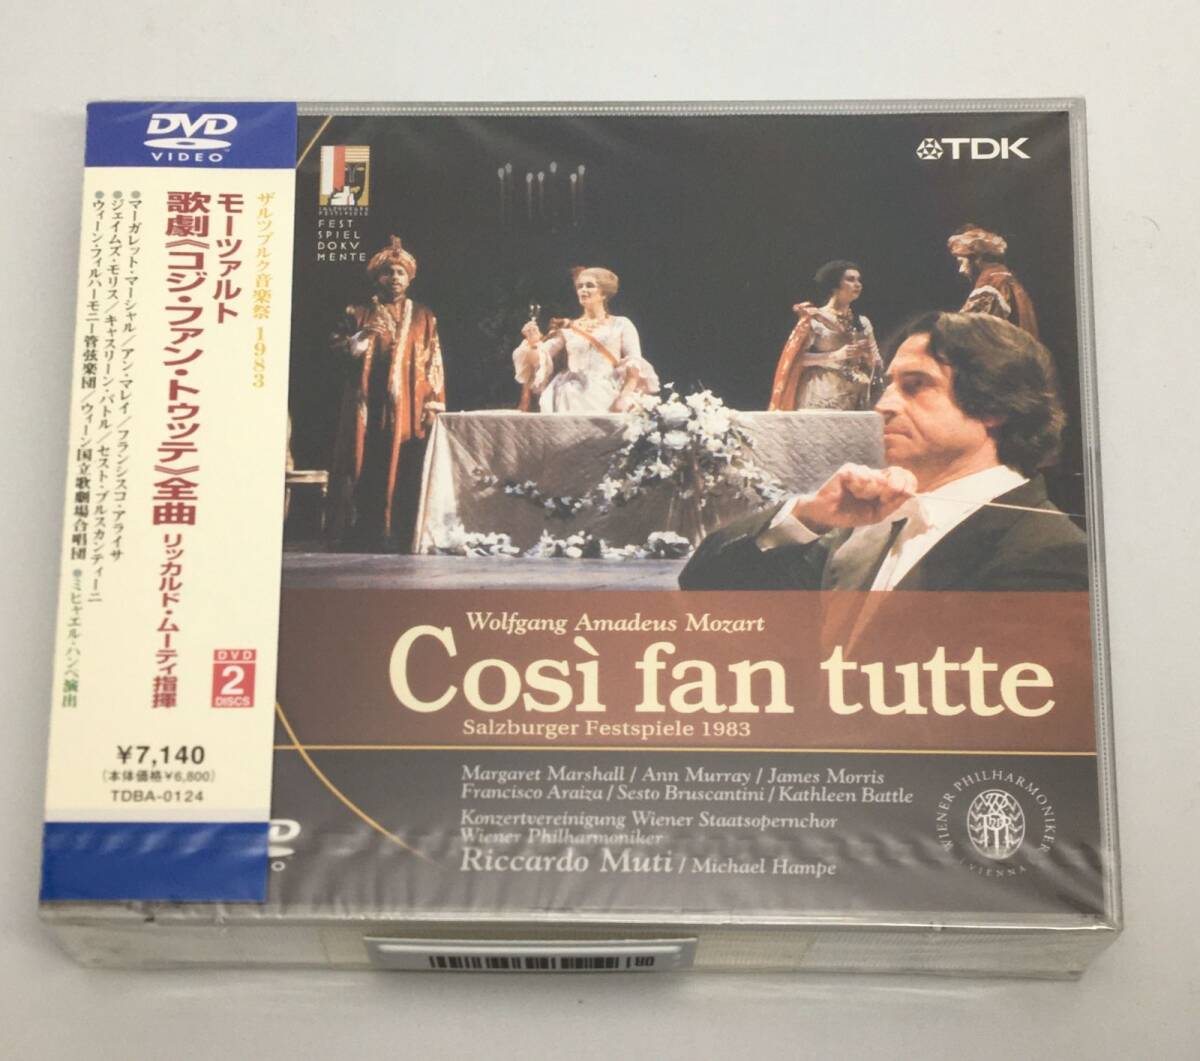 DVD
VIDEO™
ザルツブルク音楽祭 1983
モーツァルト
歌劇《コジ・ファン・トゥッテ》全曲 リッカルド・ムーティ指揮
●マーガレット・マーシャル/アン・マレイ/フランシスコ・アライサ
●ジェイムズ・モリス/キャスリーン・バトル/セスト・ブルスカンティーニ
●ウィーン・フィルハーモニー管弦楽団/ウィーン国立歌劇場合唱団 ●ミヒャエル・ハンペ演出
DVD
2
DISCS
¥7,140
(本体価格¥6,800)
TDBA-0124
SALZBURGER
FESTSPIELE
FEST
SPIEL
DOKU
MENTE
TDK
Wolfgang Amadeus Mozart
Così fan tutte
Salzburger Festspiele 1983
Margaret Marshall / Ann Murray / James Morris
Francisco Araiza / Sesto Bruscantini / Kathleen Battle
Konzertvereinigung Wiener Staatsopernchor
Wiener Philharmoniker
Riccardo Muti / Michael Hampe
WIENER PHILHARMONIKER
VIENNA